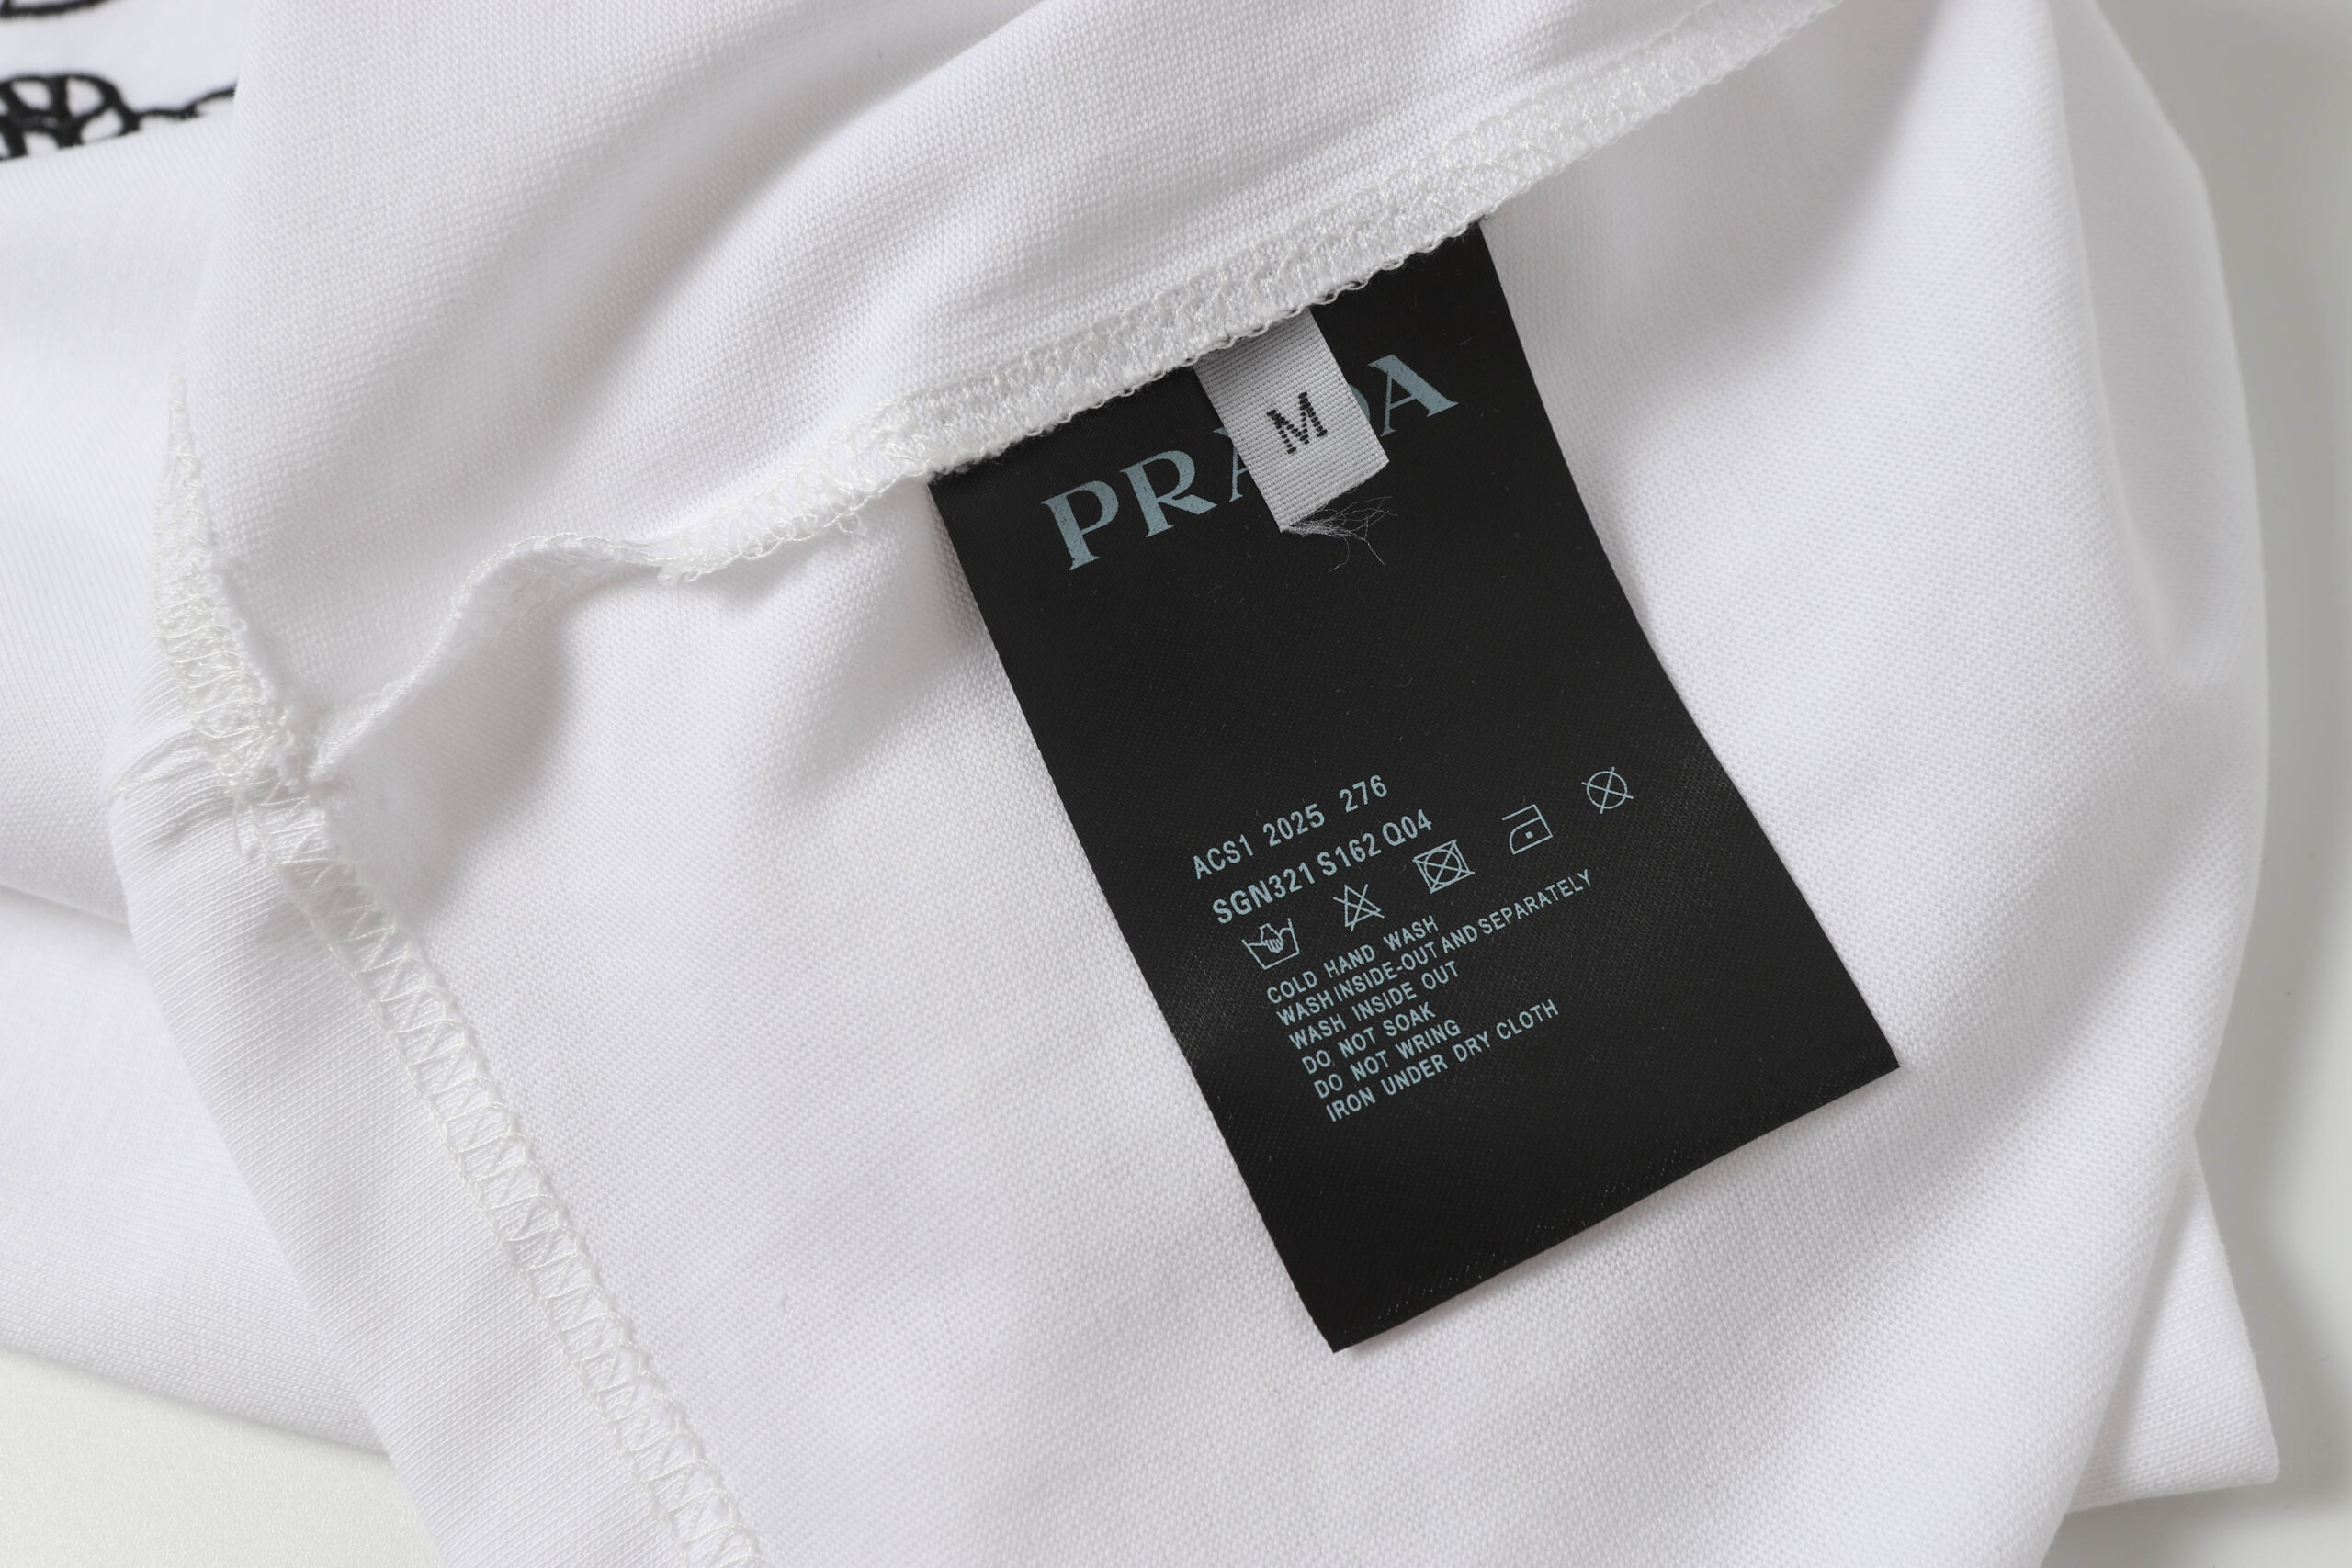 PRADA
M
ACS1 2025 276
SGN321 S162 Q04
COLD HAND WASH
WASH INSIDE-OUT AND SEPARATELY
WASH INSIDE OUT
DO NOT SOAK
DO NOT WRING
IRON UNDER DRY CLOTH